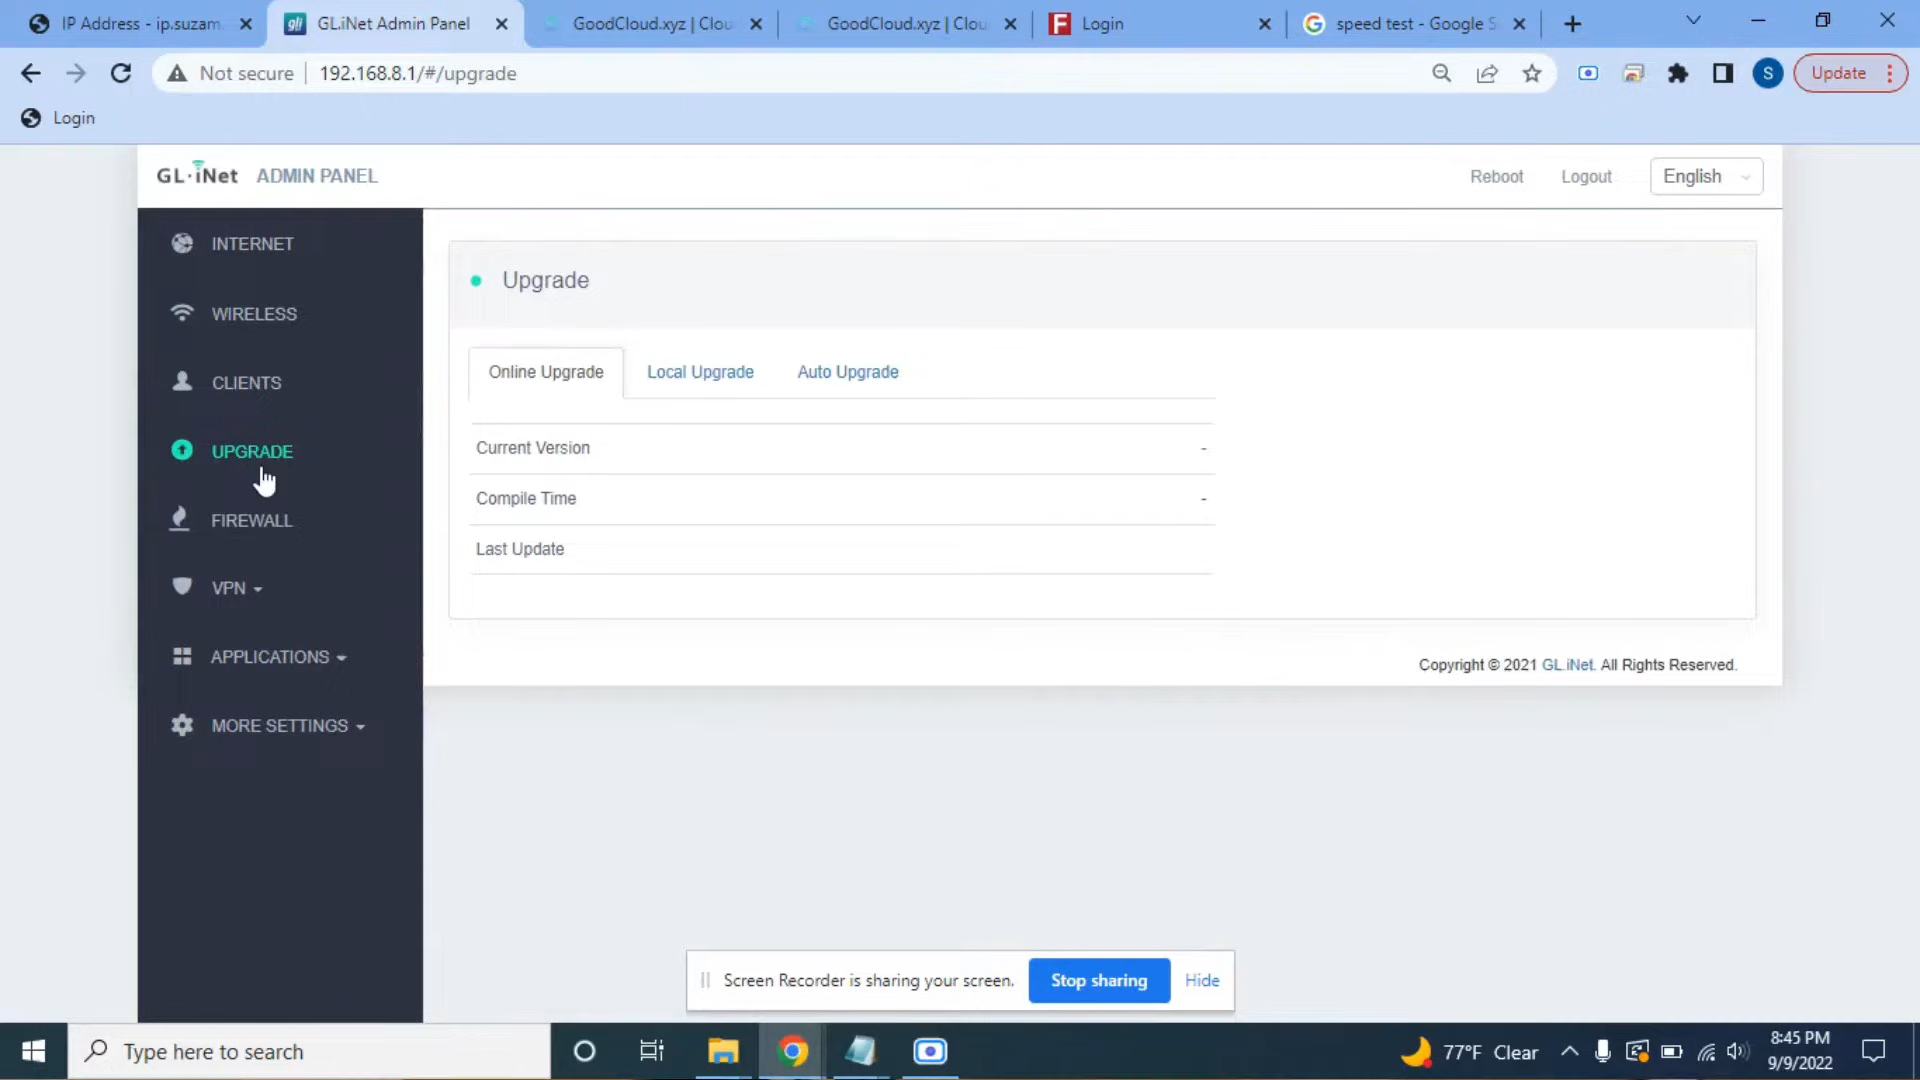 IP Address - ip.suzam
GL.iNet Admin Panel
GoodCloud.xyz | Clou
GoodCloud.xyz | Clou
Login
speed test - Google S
Not secure
192.168.8.1/#/upgrade
S
Update
Login
GL·iNet ADMIN PANEL
Reboot
Logout
English
INTERNET
WIRELESS
CLIENTS
UPGRADE
FIREWALL
VPN
APPLICATIONS
MORE SETTINGS
Upgrade
Online Upgrade
Local Upgrade
Auto Upgrade
Current Version -
Compile Time -
Last Update
Copyright © 2021 GL.iNet. All Rights Reserved.
Screen Recorder is sharing your screen.
Stop sharing
Hide
Type here to search
77°F Clear
8:45 PM
9/9/2022